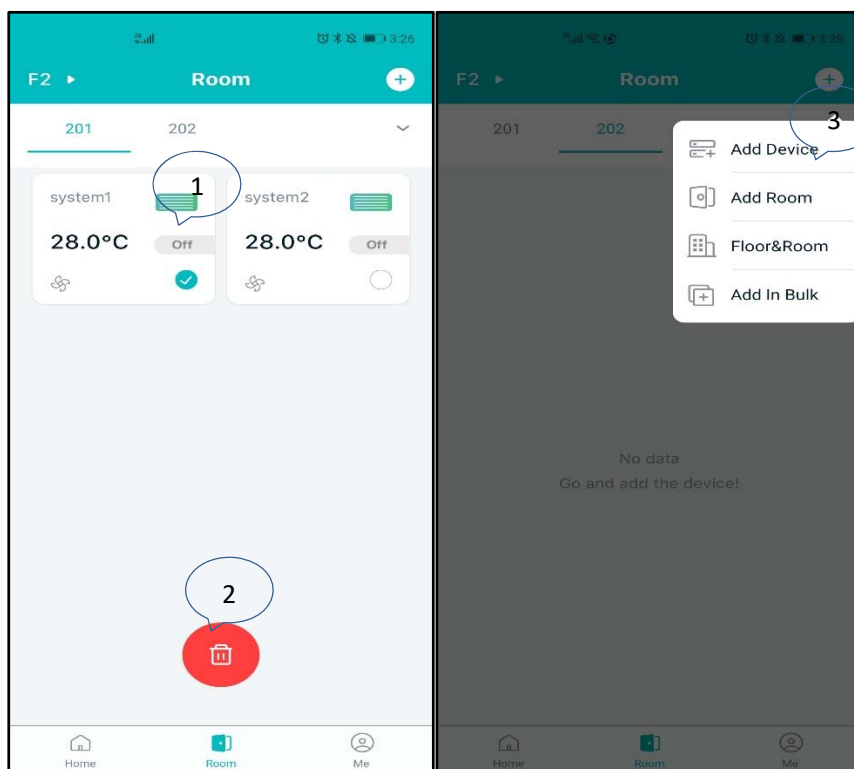 3:26
F2 Room
201 202
1
system1 system2
28.0°C Off 28.0°C Off
2
Home Room Me
3:28
F2 Room
3
201 202
Add Device
Add Room
Floor&Room
Add In Bulk
No data
Go and add the device!
Home Room Me